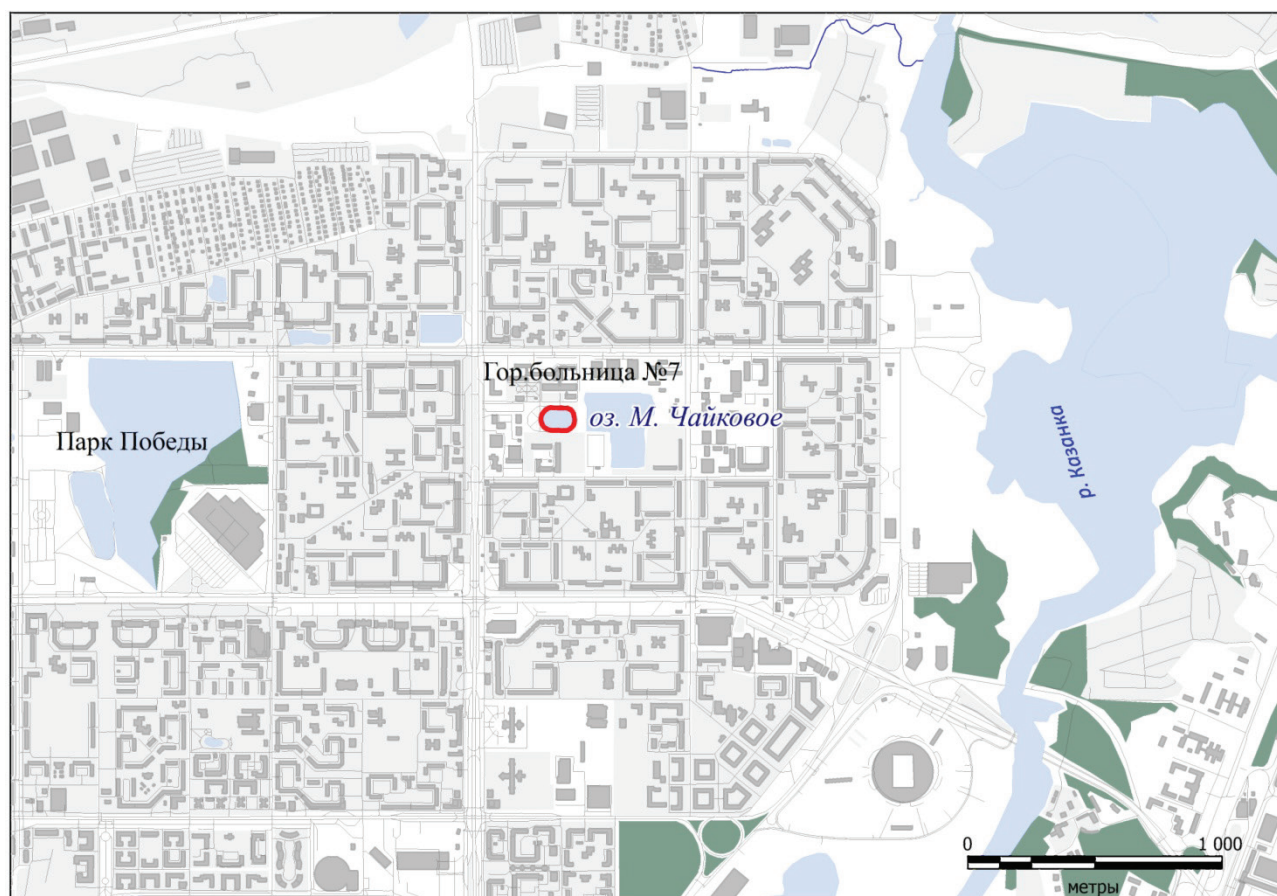 Гор.больница №7
оз. М. Чайковое
Парк Победы
р. Казанка
0 1 000
метры